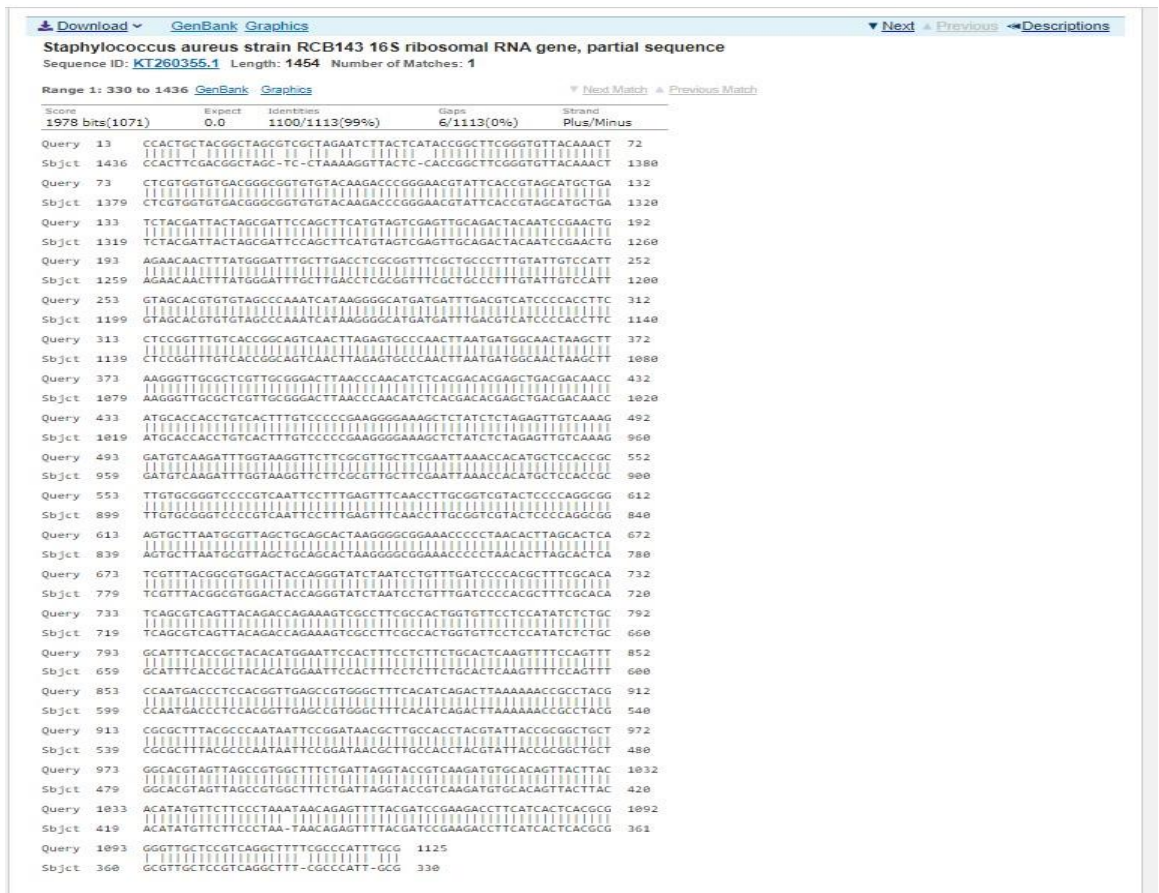 Download GenBank Graphics Next Previous Descriptions
Staphylococcus aureus strain RCB143 16S ribosomal RNA gene, partial sequence
Sequence ID: KT260355.1 Length: 1454 Number of Matches: 1
Range 1: 330 to 1436 GenBank Graphics Next Match Previous Match
Score Expect Identities Gaps Strand
1978 bits(1071) 0.0 1100/1113(99%) 6/1113(0%) Plus/Minus
Query 13 CCACTGCTACGGCTAGCGTCGCTAGAATCTTACTCATACCGGCTTCGGGTGTTACAAACT 72
Sbjct 1436 CCACTTCGACGGCTAGC-TC-CTAAAAGGTTACTC-CACCGGCTTCGGGTGTTACAAACT 1380
Query 73 CTCGTGGTGTGACGGGCGGTGTGTACAAGACCCGGGAACGTATTCACCGTAGCATGCTGA 132
Sbjct 1379 CTCGTGGTGTGACGGGCGGTGTGTACAAGACCCGGGAACGTATTCACCGTAGCATGCTGA 1320
Query 133 TCTACGATTACTAGCGATTCCAGCTTCATGTAGTCGAGTTGCAGACTACAATCCGAACTG 192
Sbjct 1319 TCTACGATTACTAGCGATTCCAGCTTCATGTAGTCGAGTTGCAGACTACAATCCGAACTG 1260
Query 193 AGAACAACTTTATGGGATTTGCTTGACCTCGCGGTTTCGCTGCCCTTTGTATTGTCCATT 252
Sbjct 1259 AGAACAACTTTATGGGATTTGCTTGACCTCGCGGTTTCGCTGCCCTTTGTATTGTCCATT 1200
Query 253 GTAGCACGTGTGTAGCCCAAATCATAAGGGGCATGATGATTTGACGTCATCCCCACCTTC 312
Sbjct 1199 GTAGCACGTGTGTAGCCCAAATCATAAGGGGCATGATGATTTGACGTCATCCCCACCTTC 1140
Query 313 CTCCGGTTTGTCACCGGCAGTCAACTTAGAGTGCCCAACTTAATGATGGCAACTAAGCTT 372
Sbjct 1139 CTCCGGTTTGTCACCGGCAGTCAACTTAGAGTGCCCAACTTAATGATGGCAACTAAGCTT 1080
Query 373 AAGGGTTGCGCTCGTTGCGGGACTTAACCCAACATCTCACGACACGAGCTGACGACAACC 432
Sbjct 1079 AAGGGTTGCGCTCGTTGCGGGACTTAACCCAACATCTCACGACACGAGCTGACGACAACC 1020
Query 433 ATGCACCACCTGTCACTTTGTCCCCCGAAGGGGAAAGCTCTATCTCTAGAGTTGTCAAAG 492
Sbjct 1019 ATGCACCACCTGTCACTTTGTCCCCCGAAGGGGAAAGCTCTATCTCTAGAGTTGTCAAAG 960
Query 493 GATGTCAAGATTTGGTAAGGTTCTTCGCGTTGCTTCGAATTAAACCACATGCTCCACCGC 552
Sbjct 959 GATGTCAAGATTTGGTAAGGTTCTTCGCGTTGCTTCGAATTAAACCACATGCTCCACCGC 900
Query 553 TTGTGCGGGTCCCCGTCAATTCCTTTGAGTTTCAACCTTGCGGTCGTACTCCCCAGGCGG 612
Sbjct 899 TTGTGCGGGTCCCCGTCAATTCCTTTGAGTTTCAACCTTGCGGTCGTACTCCCCAGGCGG 840
Query 613 AGTGCTTAATGCGTTAGCTGCAGCACTAAGGGGCGGAAACCCCCTAACACTTAGCACTCA 672
Sbjct 839 AGTGCTTAATGCGTTAGCTGCAGCACTAAGGGGCGGAAACCCCCTAACACTTAGCACTCA 780
Query 673 TCGTTTACGGCGTGGACTACCAGGGTATCTAATCCTGTTTGATCCCCACGCTTTCGCACA 732
Sbjct 779 TCGTTTACGGCGTGGACTACCAGGGTATCTAATCCTGTTTGATCCCCACGCTTTCGCACA 720
Query 733 TCAGCGTCAGTTACAGACCAGAAAGTCGCCTTCGCCACTGGTGTTCCTCCATATCTCTGC 792
Sbjct 719 TCAGCGTCAGTTACAGACCAGAAAGTCGCCTTCGCCACTGGTGTTCCTCCATATCTCTGC 660
Query 793 GCATTTCACCGCTACACATGGAATTCCACTTTCCTCTTCTGCACTCAAGTTTTCCAGTTT 852
Sbjct 659 GCATTTCACCGCTACACATGGAATTCCACTTTCCTCTTCTGCACTCAAGTTTTCCAGTTT 600
Query 853 CCAATGACCCTCCACGGTTGAGCCGTGGGCTTTCACATCAGACTTAAAAAACCGCCTACG 912
Sbjct 599 CCAATGACCCTCCACGGTTGAGCCGTGGGCTTTCACATCAGACTTAAAAAACCGCCTACG 540
Query 913 CGCGCTTTACGCCCAATAATTCCGGATAACGCTTGCCACCTACGTATTACCGCGGCTGCT 972
Sbjct 539 CGCGCTTTACGCCCAATAATTCCGGATAACGCTTGCCACCTACGTATTACCGCGGCTGCT 480
Query 973 GGCACGTAGTTAGCCGTGGCTTTCTGATTAGGTACCGTCAAGATGTGCACAGTTACTTAC 1032
Sbjct 479 GGCACGTAGTTAGCCGTGGCTTTCTGATTAGGTACCGTCAAGATGTGCACAGTTACTTAC 420
Query 1033 ACATATGTTCTTCCCTAAATAACAGAGTTTTACGATCCGAAGACCTTCATCACTCACGCG 1092
Sbjct 419 ACATATGTTCTTCCCTAA-TAACAGAGTTTTACGATCCGAAGACCTTCATCACTCACGCG 361
Query 1093 GGGTTGCTCCGTCAGGCTTTTCGCCCATTTGCG 1125
Sbjct 360 GCGTTGCTCCGTCAGGCTTT-CGCCCATT-GCG 330